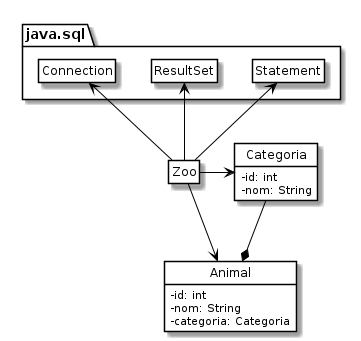 java.sql
Connection
ResultSet
Statement
Zoo
Categoria
-id: int
-nom: String
Animal
-id: int
-nom: String
-categoria: Categoria